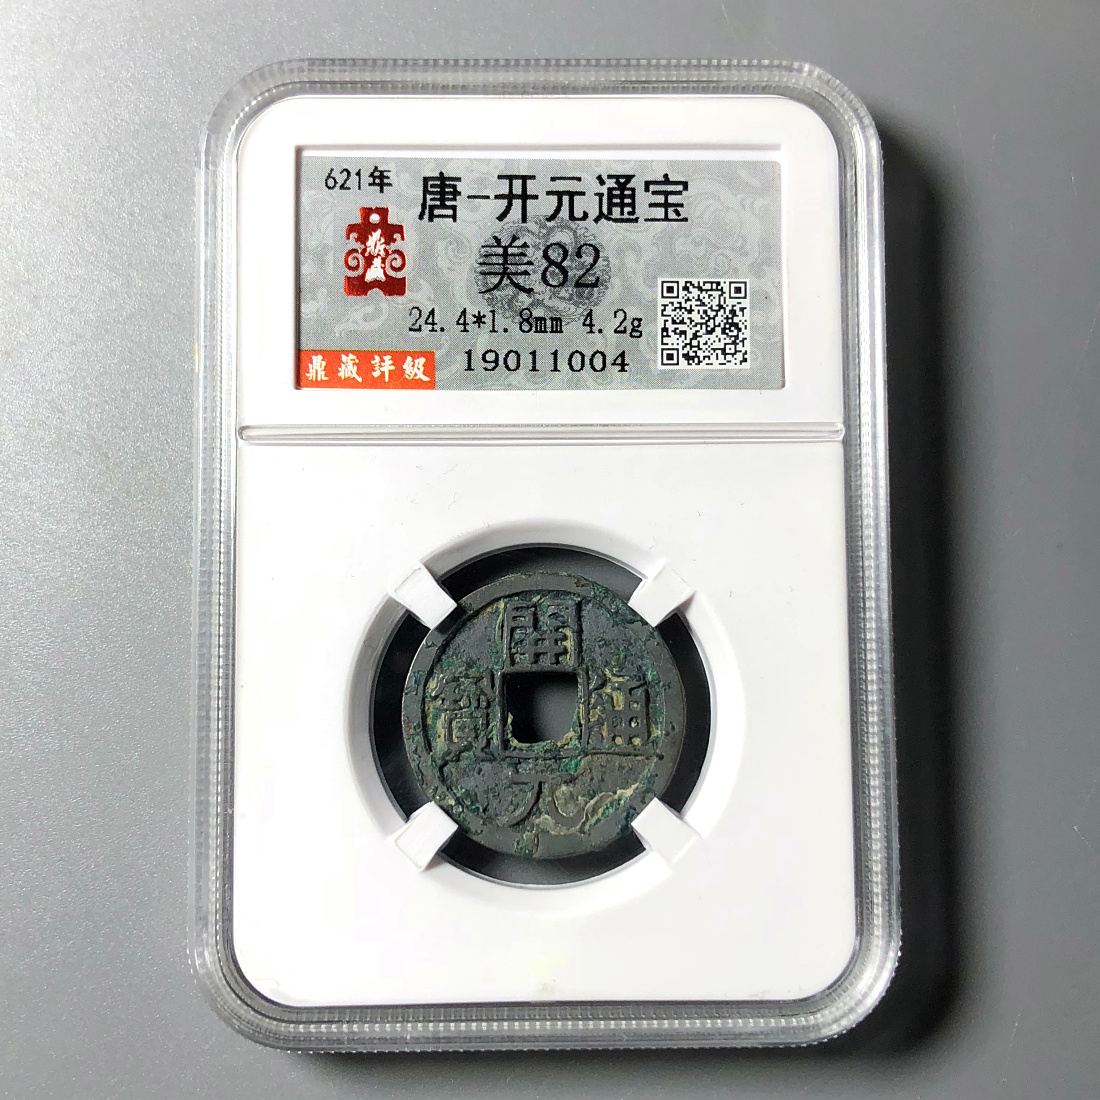 621年
唐-开元通宝
美82
24.4*1.8mm 4.2g
19011004
鼎藏評級
開元通寶